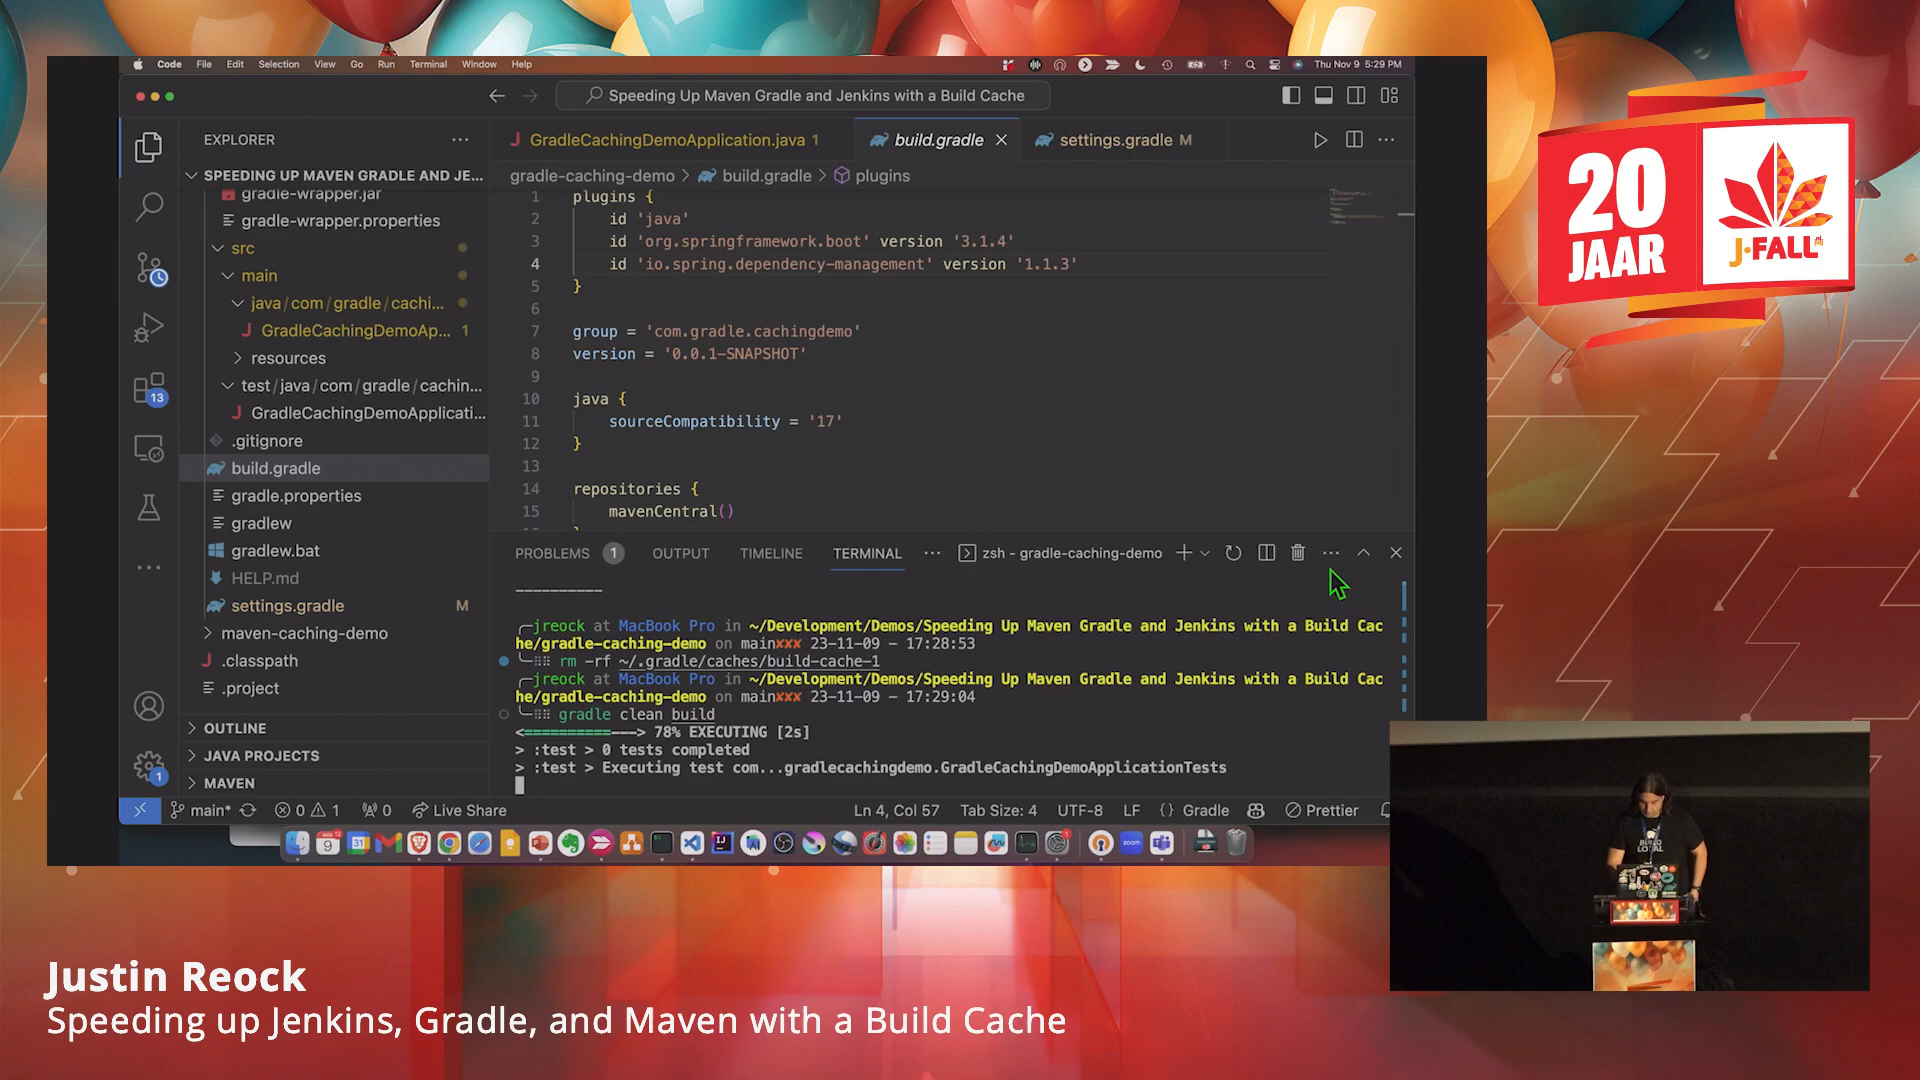 Code File Edit Selection View Go Run Terminal Window Help
Thu Nov 9 5:29 PM
Speeding Up Maven Gradle and Jenkins with a Build Cache
EXPLORER
SPEEDING UP MAVEN GRADLE AND JE...
gradle-wrapper.jar
gradle-wrapper.properties
src
main
java/com/gradle/cachi...
GradleCachingDemoAp... 1
resources
test/java/com/gradle/cachin...
GradleCachingDemoApplicati...
.gitignore
build.gradle
gradle.properties
gradlew
gradlew.bat
HELP.md
settings.gradle M
maven-caching-demo
.classpath
.project
OUTLINE
JAVA PROJECTS
MAVEN
13
1
GradleCachingDemoApplication.java 1
build.gradle
settings.gradle M
gradle-caching-demo > build.gradle > plugins
1 plugins {
2 id 'java'
3 id 'org.springframework.boot' version '3.1.4'
4 id 'io.spring.dependency-management' version '1.1.3'
5 }
6
7 group = 'com.gradle.cachingdemo'
8 version = '0.0.1-SNAPSHOT'
9
10 java {
11 sourceCompatibility = '17'
12 }
13
14 repositories {
15 mavenCentral()
PROBLEMS 1 OUTPUT TIMELINE TERMINAL ... zsh - gradle-caching-demo
----------
jreock at MacBook Pro in ~/Development/Demos/Speeding Up Maven Gradle and Jenkins with a Build Cac
he/gradle-caching-demo on main✘✘✘ 23-11-09 - 17:28:53
rm -rf ~/.gradle/caches/build-cache-1
jreock at MacBook Pro in ~/Development/Demos/Speeding Up Maven Gradle and Jenkins with a Build Cac
he/gradle-caching-demo on main✘✘✘ 23-11-09 - 17:29:04
gradle clean build
<==========---> 78% EXECUTING [2s]
> :test > 0 tests completed
> :test > Executing test com...gradlecachingdemo.GradleCachingDemoApplicationTests
main* 0 1 0 Live Share
Ln 4, Col 57 Tab Size: 4 UTF-8 LF {} Gradle Prettier
20
JAAR
J-FALL
BUILD
LOCAL
Justin Reock
Speeding up Jenkins, Gradle, and Maven with a Build Cache